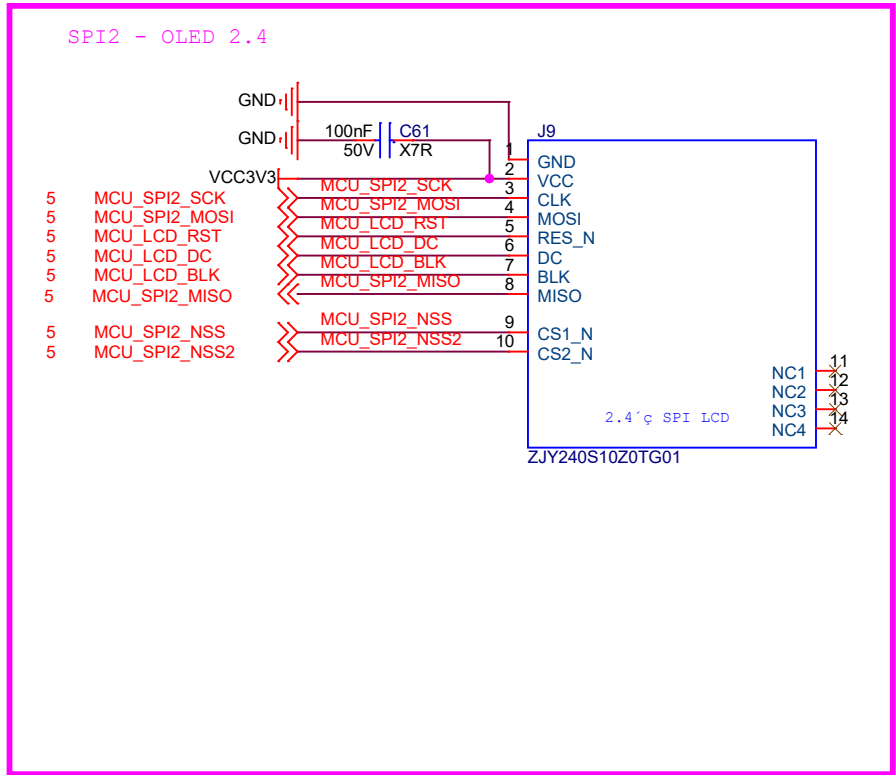 SPI2 - OLED 2.4
GND
GND 100nF C61
50V X7R
J9
1 GND
VCC3V3 2 VCC
5 MCU_SPI2_SCK MCU_SPI2_SCK 3 CLK
5 MCU_SPI2_MOSI MCU_SPI2_MOSI 4 MOSI
5 MCU_LCD_RST MCU_LCD_RST 5 RES_N
5 MCU_LCD_DC MCU_LCD_DC 6 DC
5 MCU_LCD_BLK MCU_LCD_BLK 7 BLK
5 MCU_SPI2_MISO MCU_SPI2_MISO 8 MISO
5 MCU_SPI2_NSS MCU_SPI2_NSS 9 CS1_N
5 MCU_SPI2_NSS2 MCU_SPI2_NSS2 10 CS2_N
NC1 11
NC2 12
NC3 13
NC4 14
2.4´ç SPI LCD
ZJY240S10Z0TG01